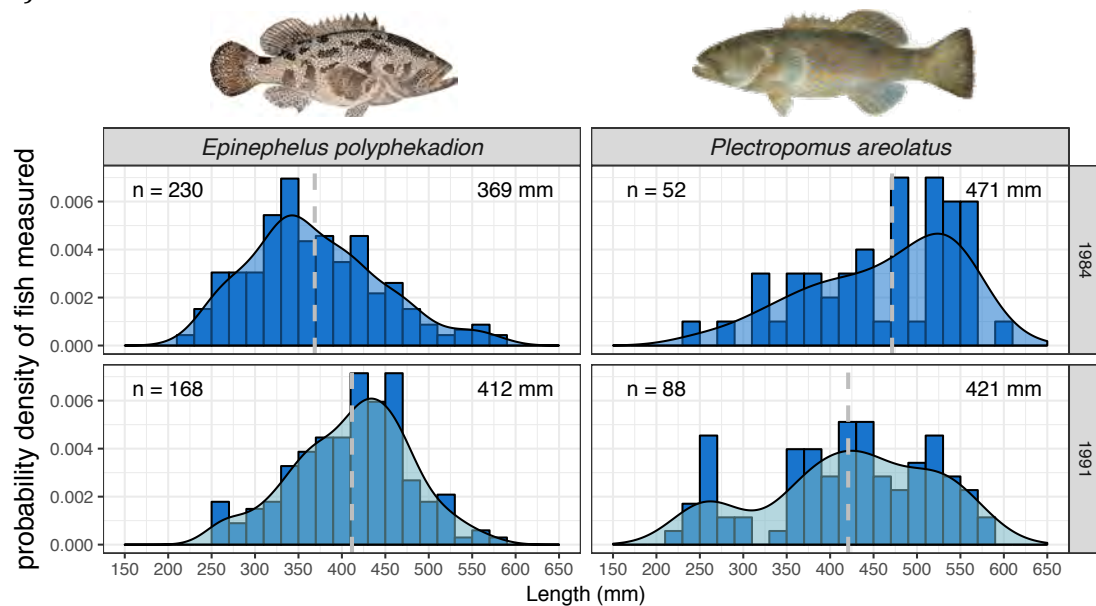 Epinephelus polyphekadion
Plectropomus areolatus
probability density of fish measured
0.006
0.004
0.002
0.000
n = 230
369 mm
n = 52
471 mm
1984
0.006
0.004
0.002
0.000
n = 168
412 mm
n = 88
421 mm
1991
150 200 250 300 350 400 450 500 550 600 650
150 200 250 300 350 400 450 500 550 600 650
Length (mm)